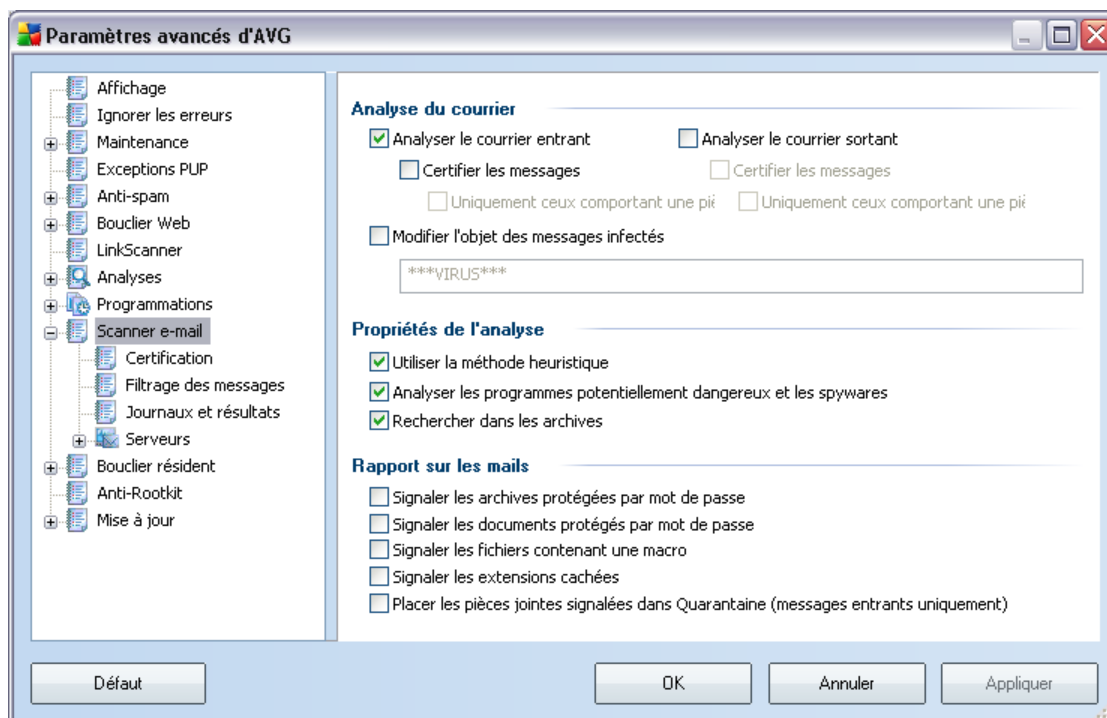 Paramètres avancés d'AVG
Affichage
Ignorer les erreurs
Maintenance
Exceptions PUP
Anti-spam
Bouclier Web
LinkScanner
Analyses
Programmations
Scanner e-mail
Certification
Filtrage des messages
Journaux et résultats
Serveurs
Bouclier résident
Anti-Rootkit
Mise à jour
Analyse du courrier
Analyser le courrier entrant
Analyser le courrier sortant
Certifier les messages
Certifier les messages
Uniquement ceux comportant une piè
Uniquement ceux comportant une piè
Modifier l'objet des messages infectés
***VIRUS***
Propriétés de l'analyse
Utiliser la méthode heuristique
Analyser les programmes potentiellement dangereux et les spywares
Rechercher dans les archives
Rapport sur les mails
Signaler les archives protégées par mot de passe
Signaler les documents protégés par mot de passe
Signaler les fichiers contenant une macro
Signaler les extensions cachées
Placer les pièces jointes signalées dans Quarantaine (messages entrants uniquement)
Défaut
OK
Annuler
Appliquer